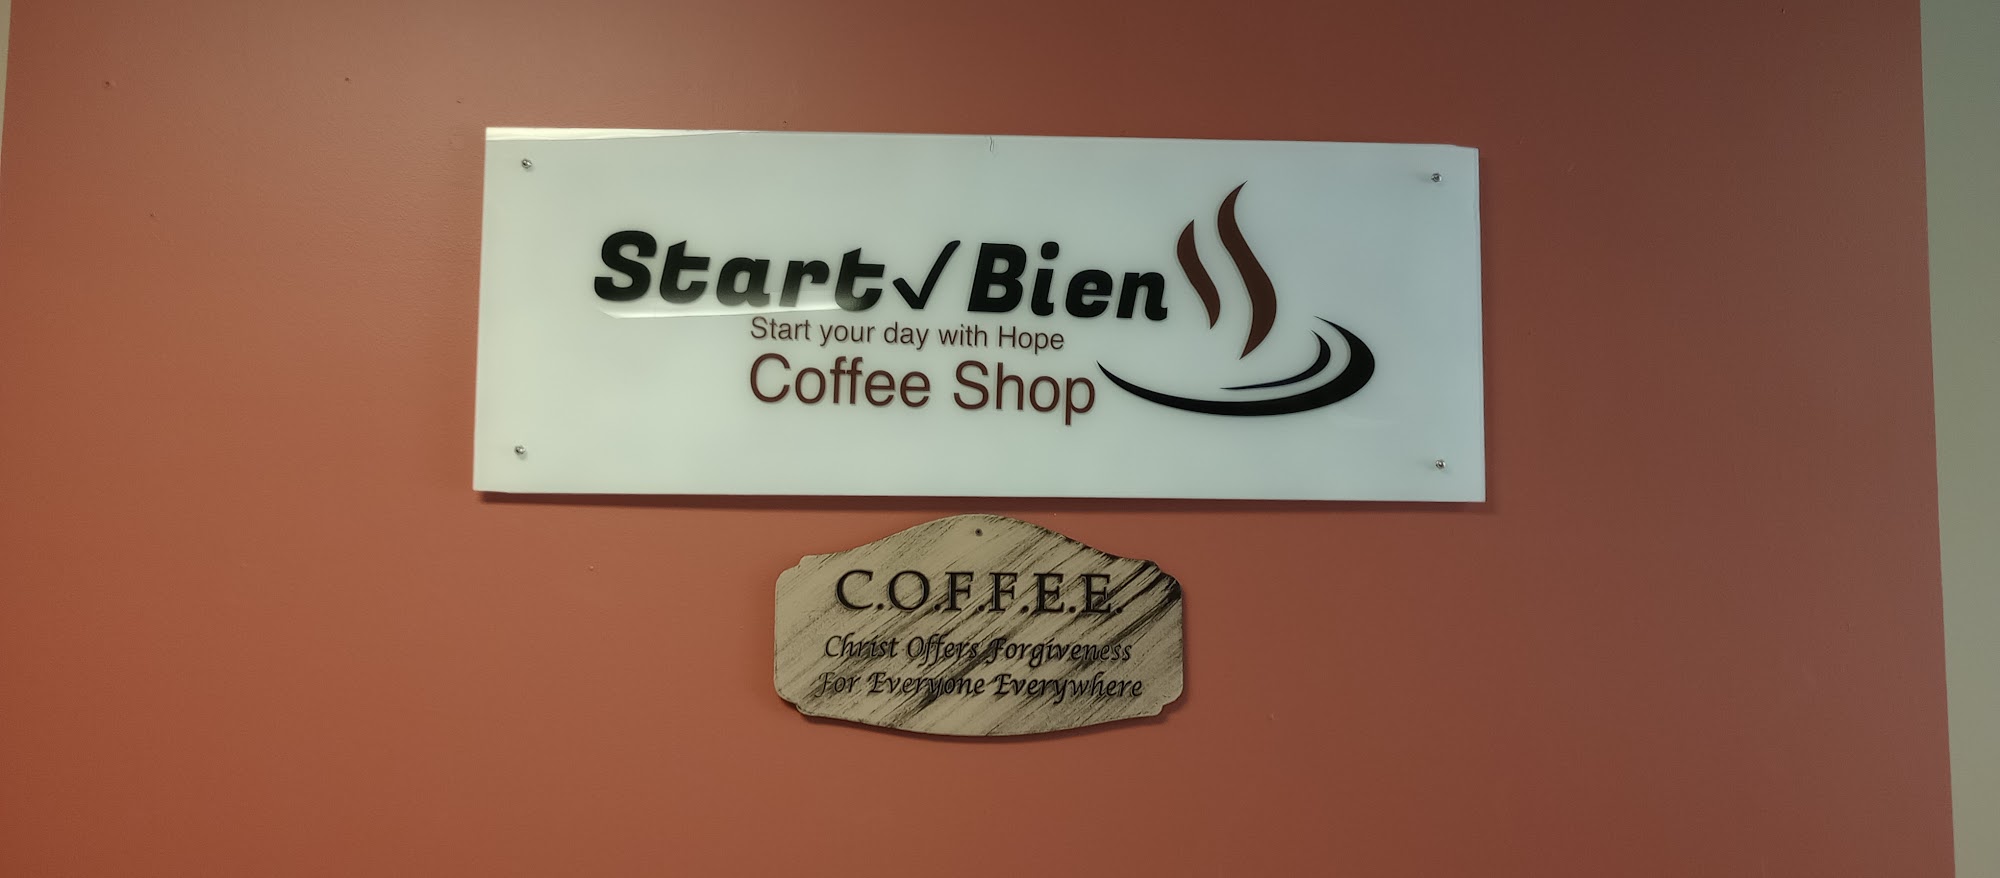 Start✓Bien
Start your day with Hope
Coffee Shop
C.O.F.F.E.E.
Christ Offers Forgiveness
For Everyone Everywhere